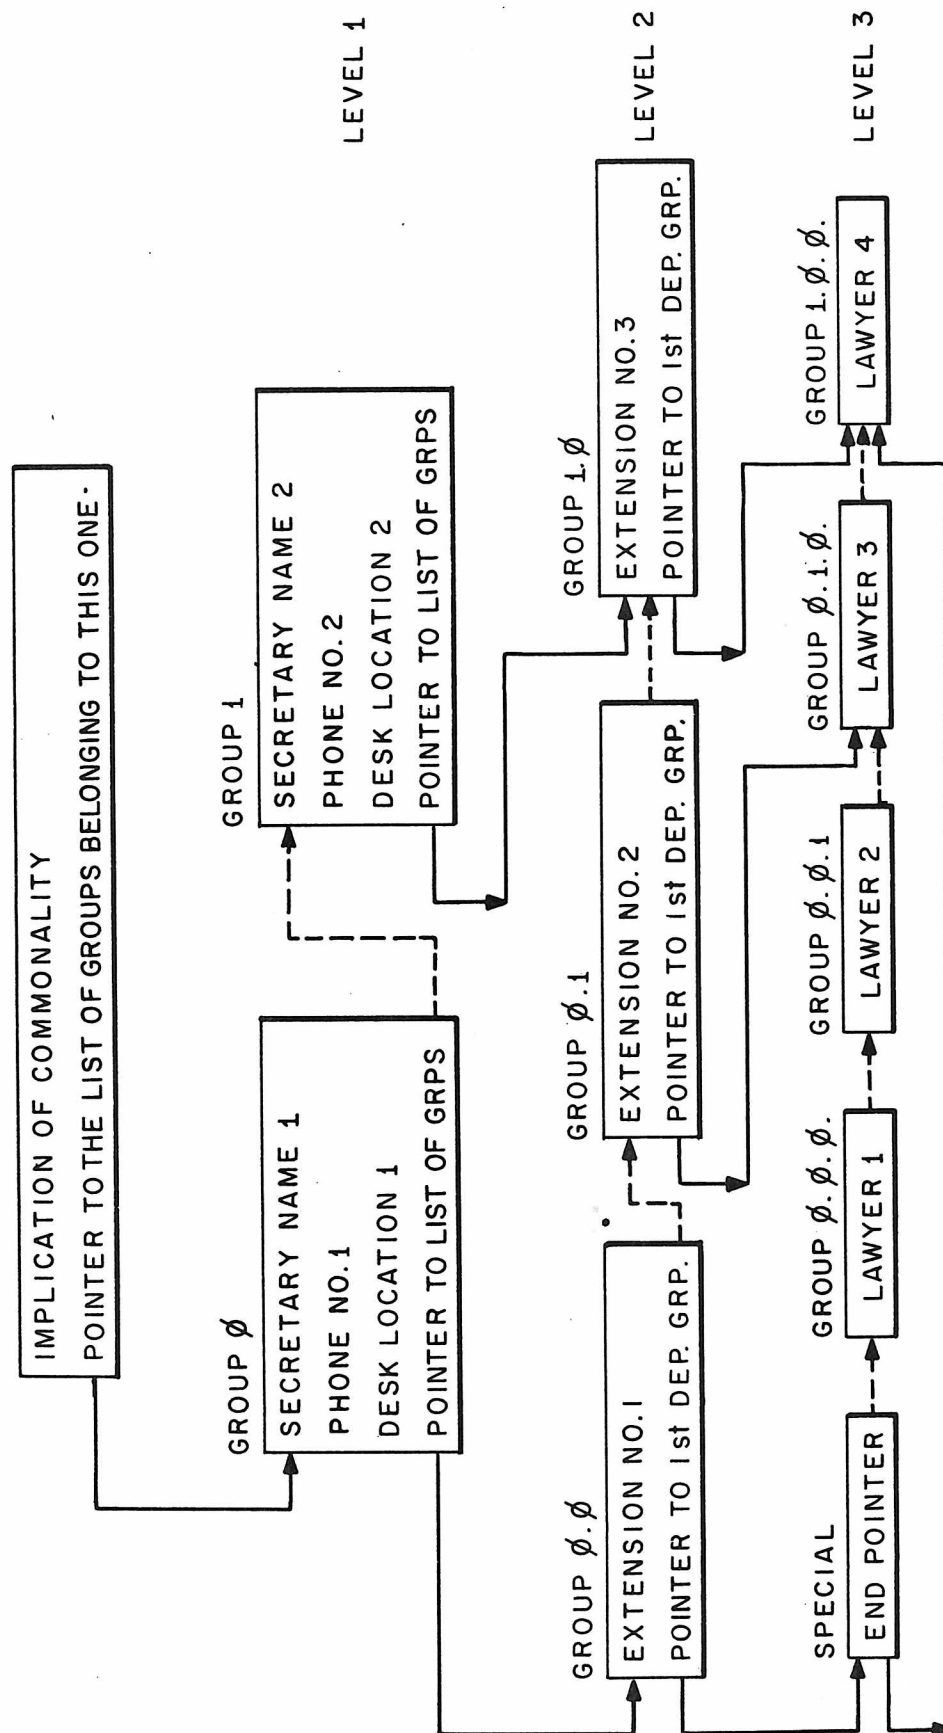 IMPLICATION OF COMMONALITY
POINTER TO THE LIST OF GROUPS BELONGING TO THIS ONE.
LEVEL 1
GROUP Ø
SECRETARY NAME 1
PHONE NO.1
DESK LOCATION 1
POINTER TO LIST OF GRPS
GROUP 1
SECRETARY NAME 2
PHONE NO.2
DESK LOCATION 2
POINTER TO LIST OF GRPS
LEVEL 2
GROUP Ø.Ø
EXTENSION NO.1
POINTER TO 1st DEP. GRP.
GROUP Ø.1
EXTENSION NO.2
POINTER TO 1st DEP. GRP.
GROUP 1.Ø
EXTENSION NO.3
POINTER TO 1st DEP. GRP.
LEVEL 3
SPECIAL
END POINTER
GROUP Ø.Ø.Ø.
LAWYER 1
GROUP Ø.Ø.1
LAWYER 2
GROUP Ø.1.Ø.
LAWYER 3
GROUP 1.Ø.Ø.
LAWYER 4